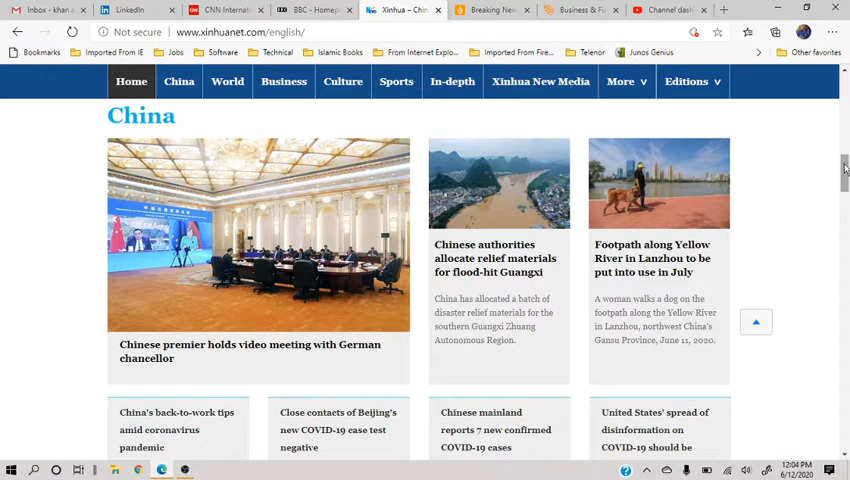 Inbox - khan.a
LinkedIn
CNN Internati
BBC - Homep
Xinhua – Chin
Breaking New
Business & Fi
Channel dash
Not secure
www.xinhuanet.com/english/
Bookmarks
Imported From IE
Jobs
Software
Technical
Islamic Books
From Internet Explo...
Imported From Fire...
Telenor
Junos Genius
Other favorites
Home
China
World
Business
Culture
Sports
In-depth
Xinhua New Media
More
Editions
China
Chinese premier holds video meeting with German
chancellor
Chinese authorities
allocate relief materials
for flood-hit Guangxi
China has allocated a batch of
disaster relief materials for the
southern Guangxi Zhuang
Autonomous Region.
Footpath along Yellow
River in Lanzhou to be
put into use in July
A woman walks a dog on the
footpath along the Yellow River
in Lanzhou, northwest China's
Gansu Province, June 11, 2020.
China's back-to-work tips
amid coronavirus
pandemic
Close contacts of Beijing's
new COVID-19 case test
negative
Chinese mainland
reports 7 new confirmed
COVID-19 cases
United States' spread of
disinformation on
COVID-19 should be
12:04 PM
6/12/2020